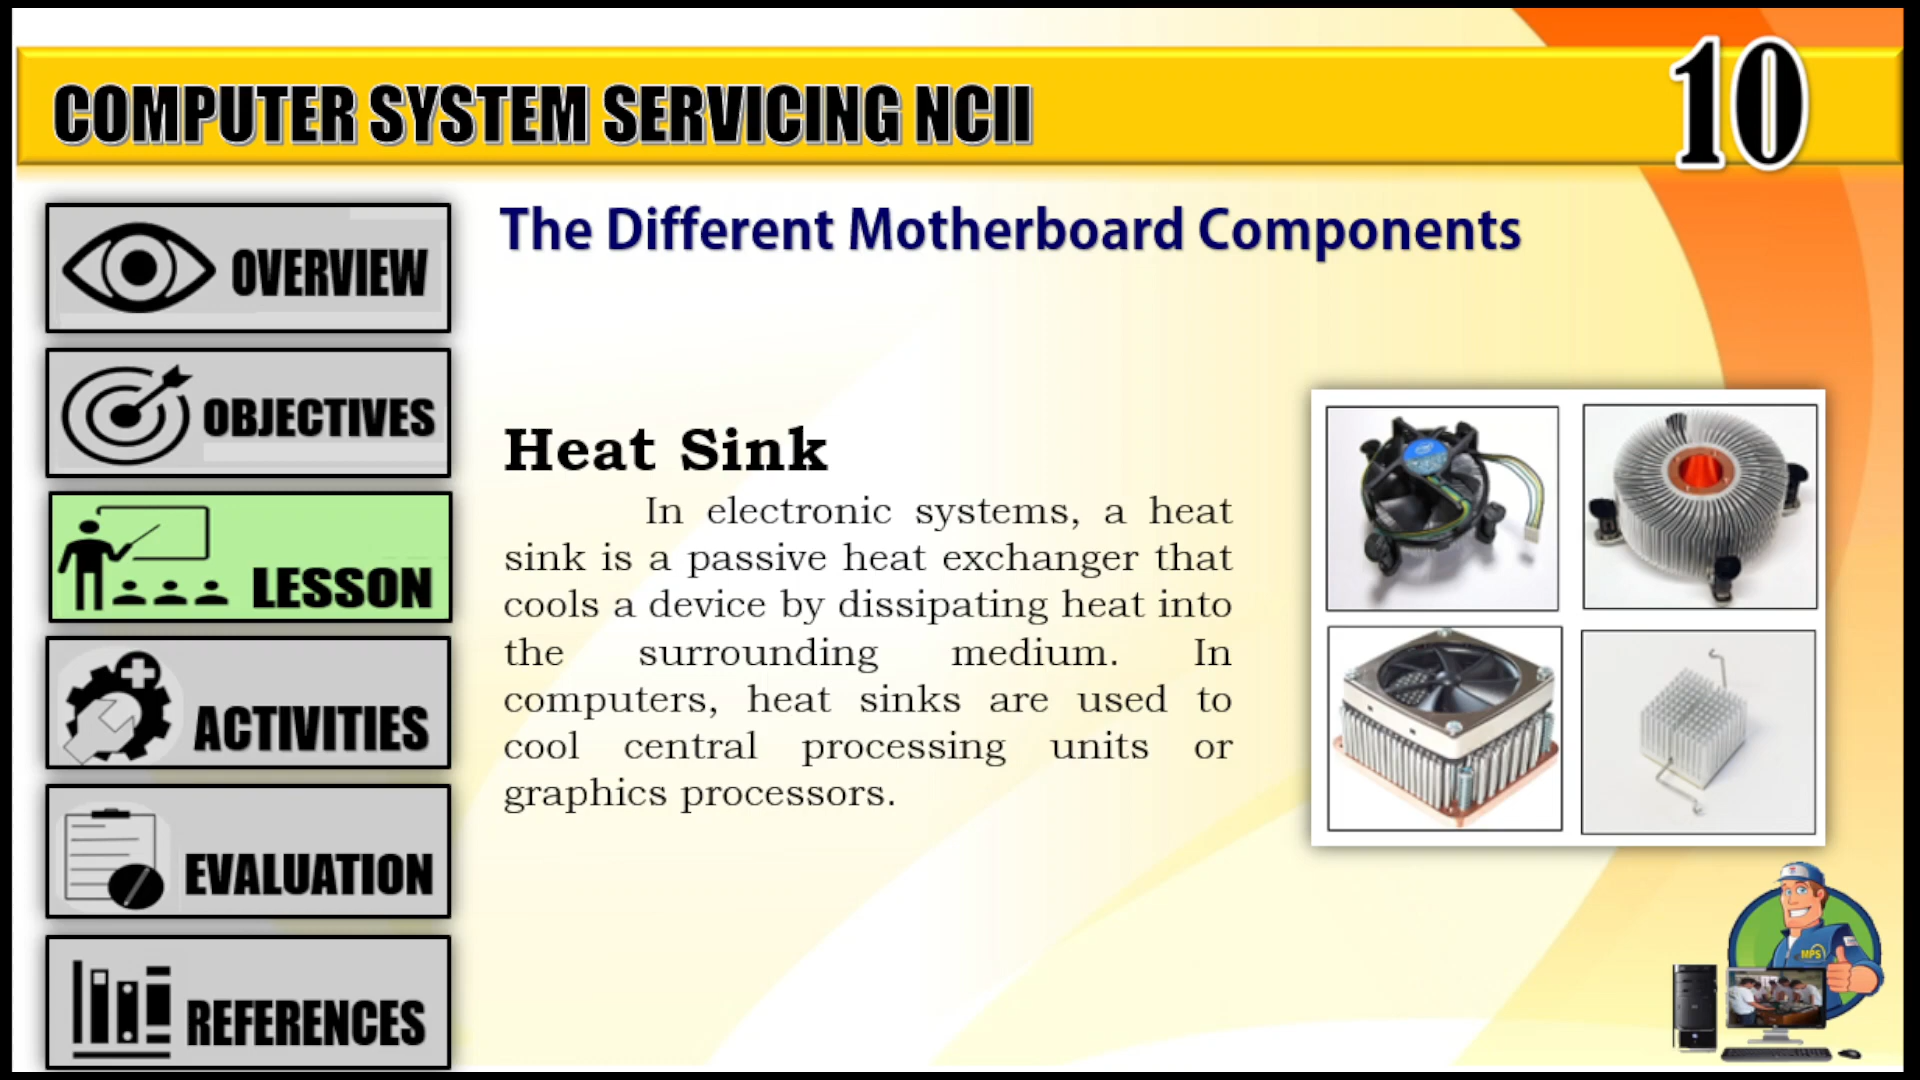 COMPUTER SYSTEM SERVICING NCII
10
OVERVIEW
OBJECTIVES
LESSON
ACTIVITIES
EVALUATION
REFERENCES
The Different Motherboard Components
Heat Sink
In electronic systems, a heat
sink is a passive heat exchanger that
cools a device by dissipating heat into
the surrounding medium. In
computers, heat sinks are used to
cool central processing units or
graphics processors.
MPS